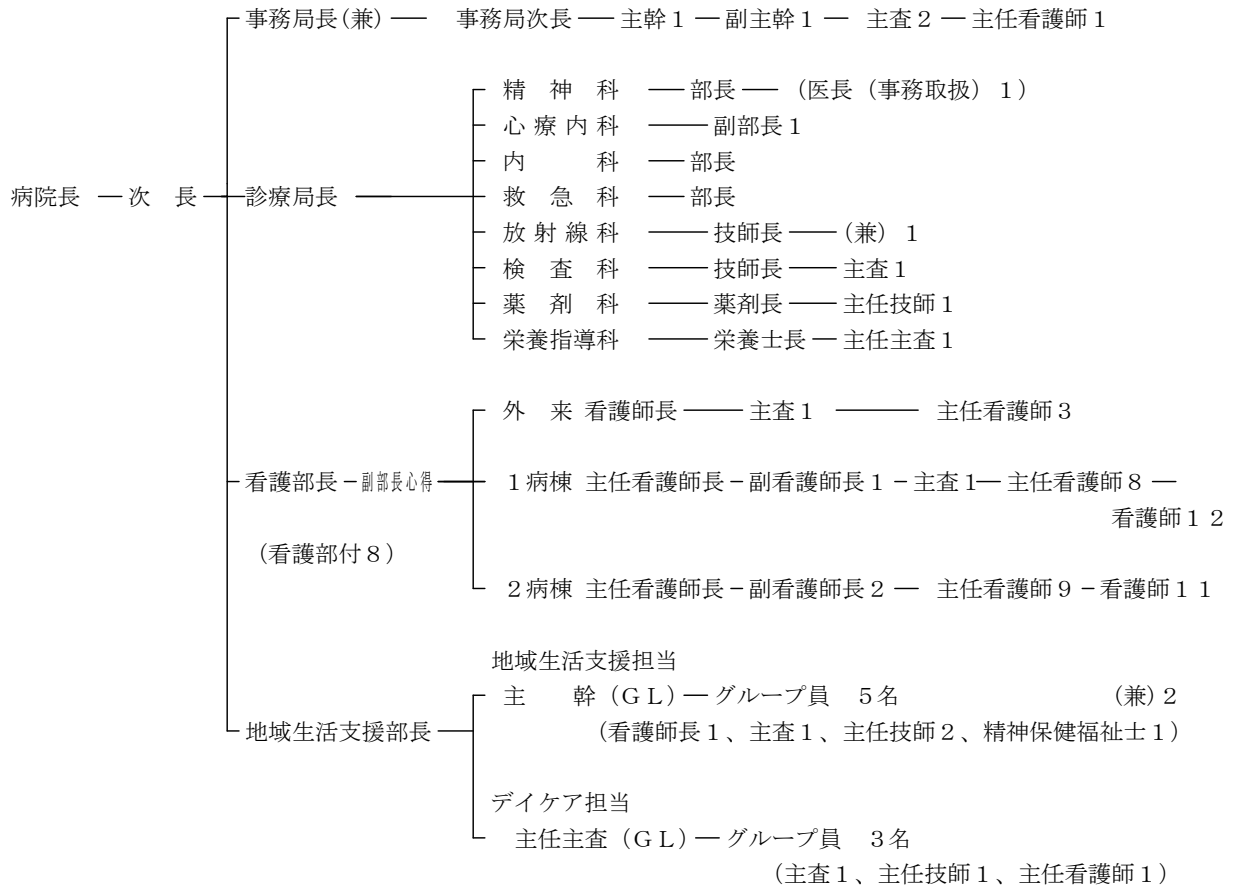 事務局長(兼) ― 事務局次長 ― 主幹１ ― 副主幹１ ― 主査２ ― 主任看護師１
精　神　科 ― 部長 ― （医長（事務取扱）１）
心療内科 ― 副部長１
内　　　科 ― 部長
病院長 ― 次　長 ― 診療局長 ― 救　急　科 ― 部長
放射線科 ― 技師長 ― (兼) １
検　査　科 ― 技師長 ― 主査１
薬　剤　科 ― 薬剤長 ― 主任技師１
栄養指導科 ― 栄養士長 ― 主任主査１
外　来 看護師長 ― 主査１ ― 主任看護師３
看護部長－副部長心得 ― １病棟 主任看護師長－副看護師長１－主査１― 主任看護師８ ―
看護師１２
（看護部付８）
２病棟 主任看護師長－副看護師長２ ― 主任看護師９－看護師１１
地域生活支援担当
主　　幹（ＧＬ）― グループ員　５名　(兼)２
地域生活支援部長 ― （看護師長１、主査１、主任技師２、精神保健福祉士１）
デイケア担当
主任主査（ＧＬ）― グループ員　３名
（主査１、主任技師１、主任看護師１）